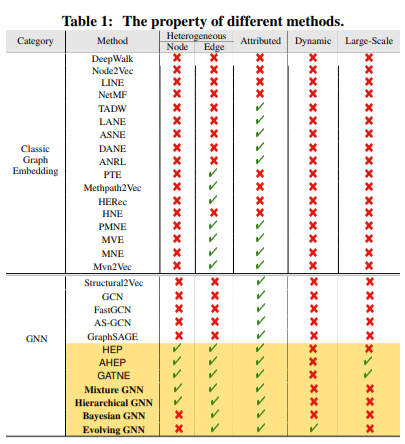 Table 1: The property of different methods.
Category Method Heterogeneous Attributed Dynamic Large-Scale
Node Edge
Classic
Graph
Embedding
DeepWalk
Node2Vec
LINE
NetMF
TADW
LANE
ASNE
DANE
ANRL
PTE
Methpath2Vec
HERec
HNE
PMNE
MVE
MNE
Mvn2Vec
GNN
Structural2Vec
GCN
FastGCN
AS-GCN
GraphSAGE
HEP
AHEP
GATNE
Mixture GNN
Hierarchical GNN
Bayesian GNN
Evolving GNN